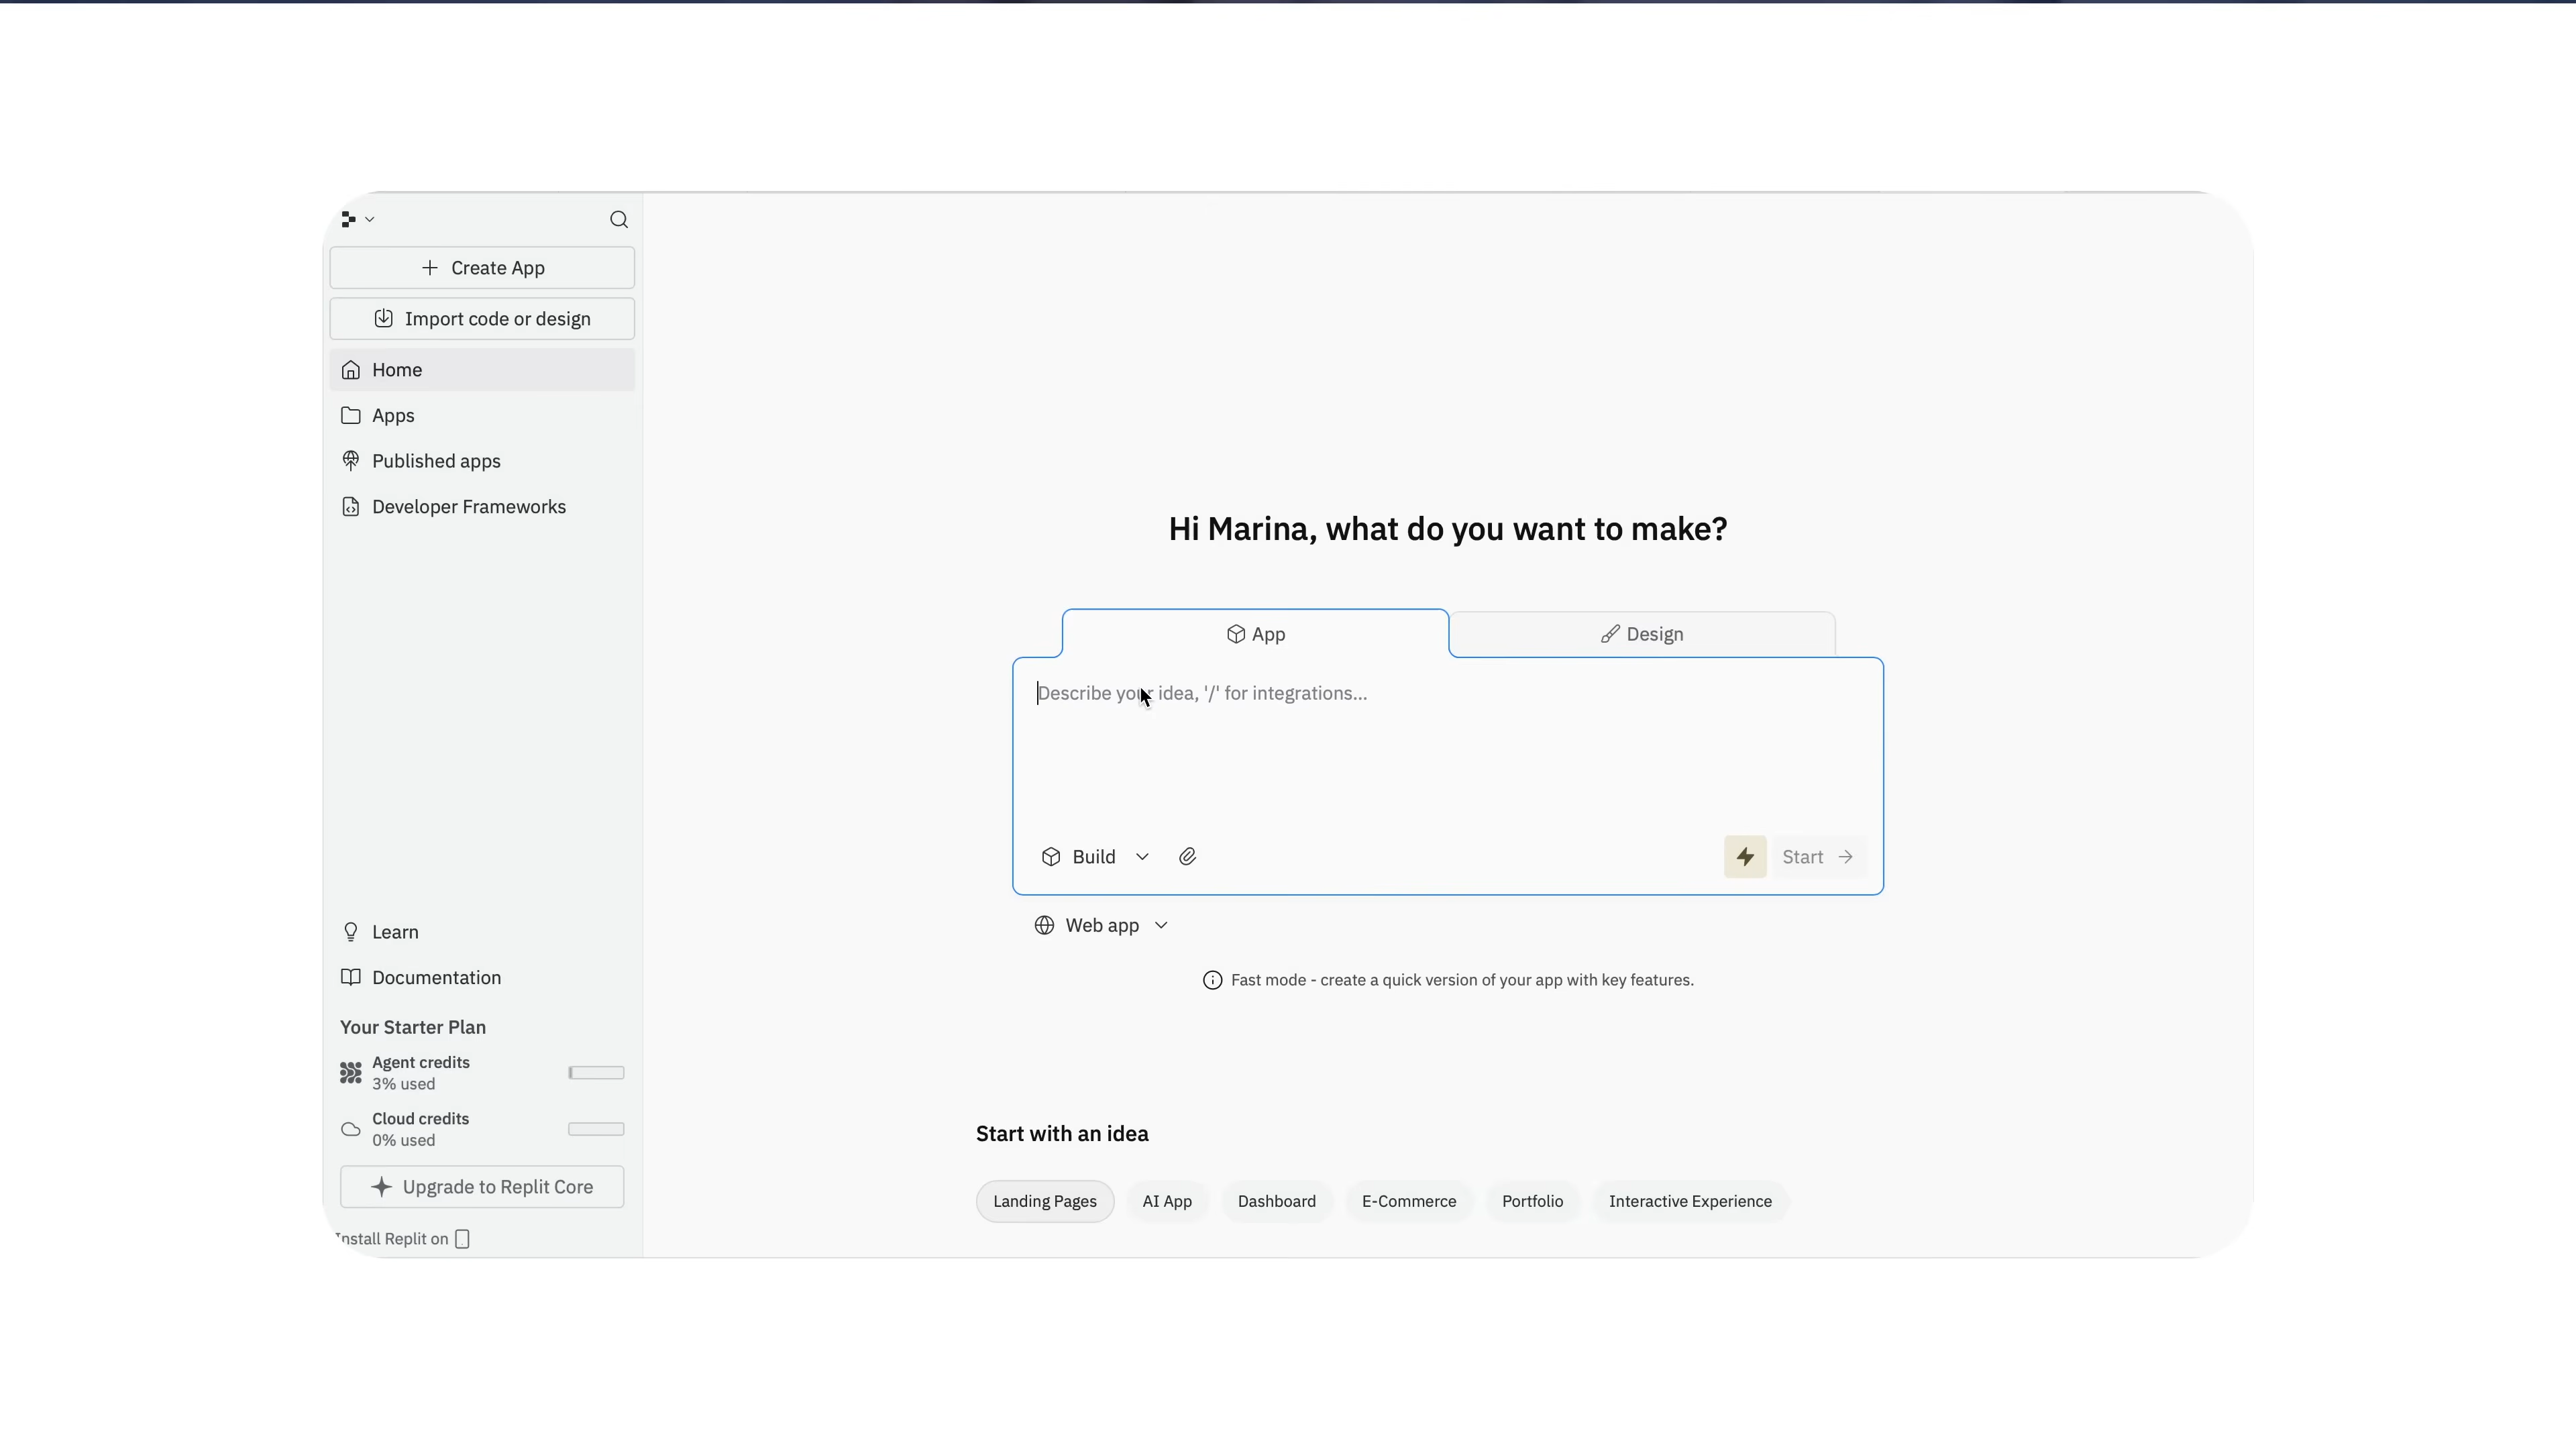 Create App
Import code or design
Home
Apps
Published apps
Developer Frameworks
Learn
Documentation
Your Starter Plan
Agent credits
3% used
Cloud credits
0% used
Upgrade to Replit Core
Install Replit on
Hi Marina, what do you want to make?
App
Design
Describe your idea, '/' for integrations...
Build
Start
Web app
Fast mode - create a quick version of your app with key features.
Start with an idea
Landing Pages
AI App
Dashboard
E-Commerce
Portfolio
Interactive Experience